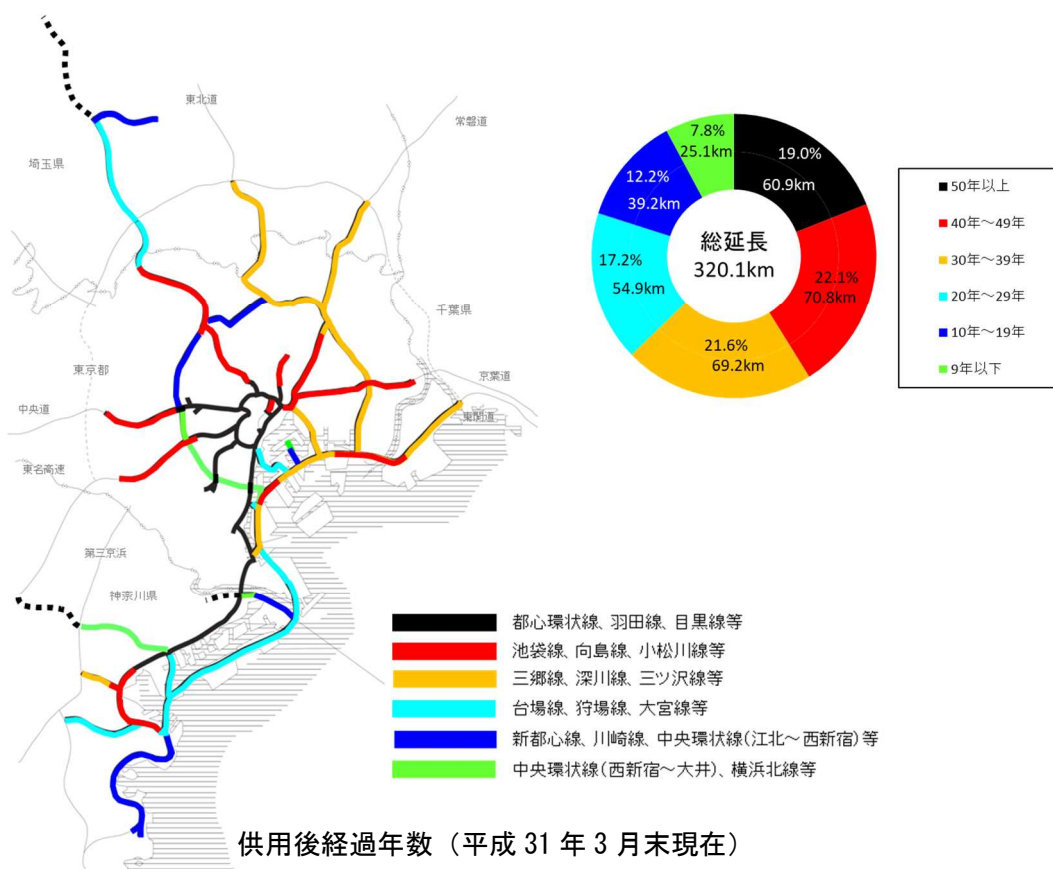 東北道
常磐道
埼玉県
千葉県
東京都
京葉道
中央道
東関道
東名高速
第三京浜
神奈川県
7.8%
25.1km
19.0%
60.9km
12.2%
39.2km
総延長
320.1km
17.2%
54.9km
22.1%
70.8km
21.6%
69.2km
50年以上
40年～49年
30年～39年
20年～29年
10年～19年
9年以下
都心環状線、羽田線、目黒線等
池袋線、向島線、小松川線等
三郷線、深川線、三ツ沢線等
台場線、狩場線、大宮線等
新都心線、川崎線、中央環状線(江北～西新宿)等
中央環状線(西新宿～大井)、横浜北線等
供用後経過年数（平成 31 年 3 月末現在）